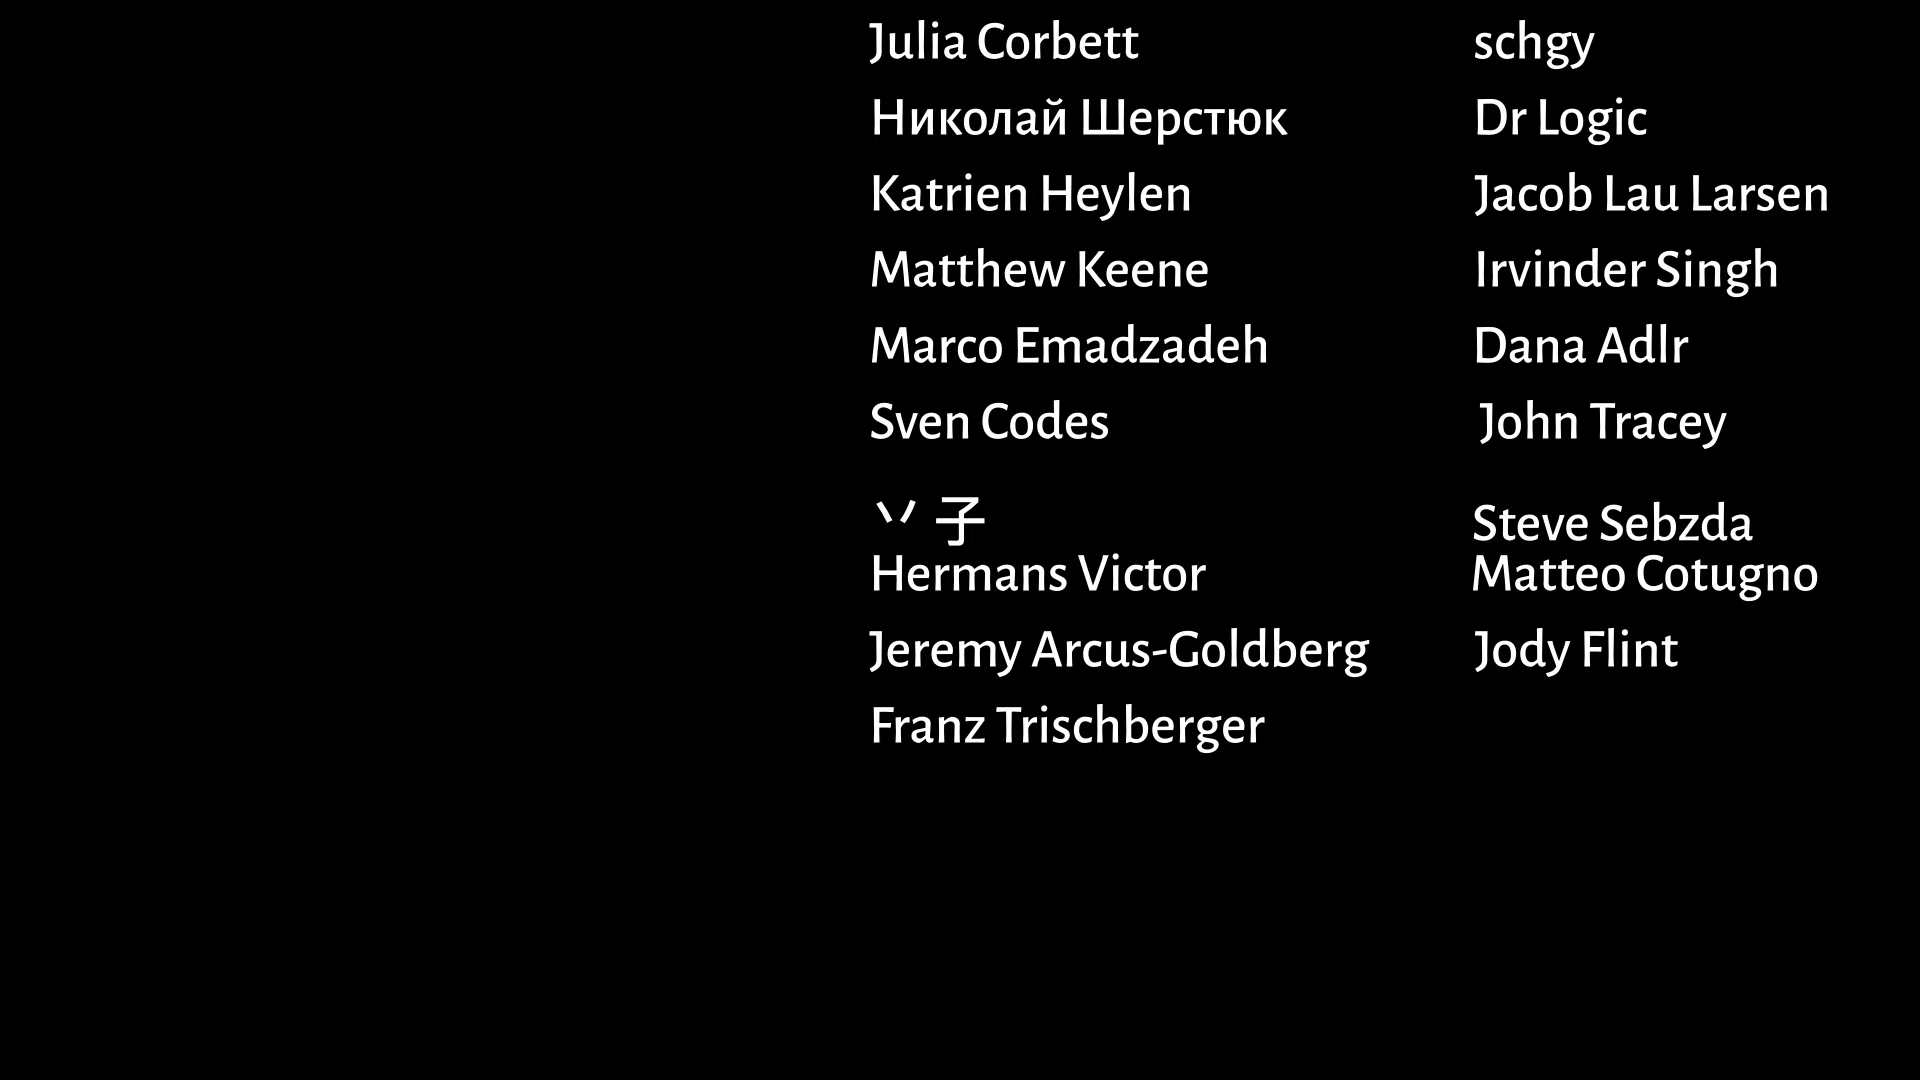 Julia Corbett
schgy
Николай Шерстюк
Dr Logic
Katrien Heylen
Jacob Lau Larsen
Matthew Keene
Irvinder Singh
Marco Emadzadeh
Dana Adlr
Sven Codes
John Tracey
丷 子
Steve Sebzda
Hermans Victor
Matteo Cotugno
Jeremy Arcus-Goldberg
Jody Flint
Franz Trischberger